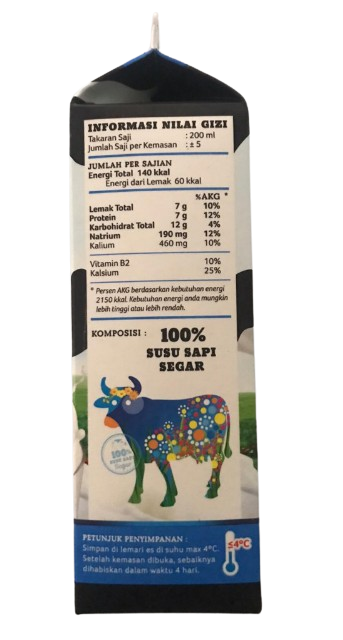 INFORMASI NILAI GIZI
Takaran Saji : 200 ml
Jumlah Saji per Kemasan : ± 5
JUMLAH PER SAJIAN
Energi Total 140 kkal
Energi dari Lemak 60 kkal
%AKG *
Lemak Total 7 g 10%
Protein 7 g 12%
Karbohidrat Total 12 g 4%
Natrium 190 mg 12%
Kalium 460 mg 10%
Vitamin B2 10%
Kalsium 25%
* Persen AKG berdasarkan kebutuhan energi
2150 kkal. Kebutuhan energi anda mungkin
lebih tinggi atau lebih rendah.
KOMPOSISI : 100%
SUSU SAPI
SEGAR
100%
SUSU SAPI
Segar
PETUNJUK PENYIMPANAN :
Simpan di lemari es di suhu max 4°C.
Setelah kemasan dibuka, sebaiknya
dihabiskan dalam waktu 4 hari.
≤4°C